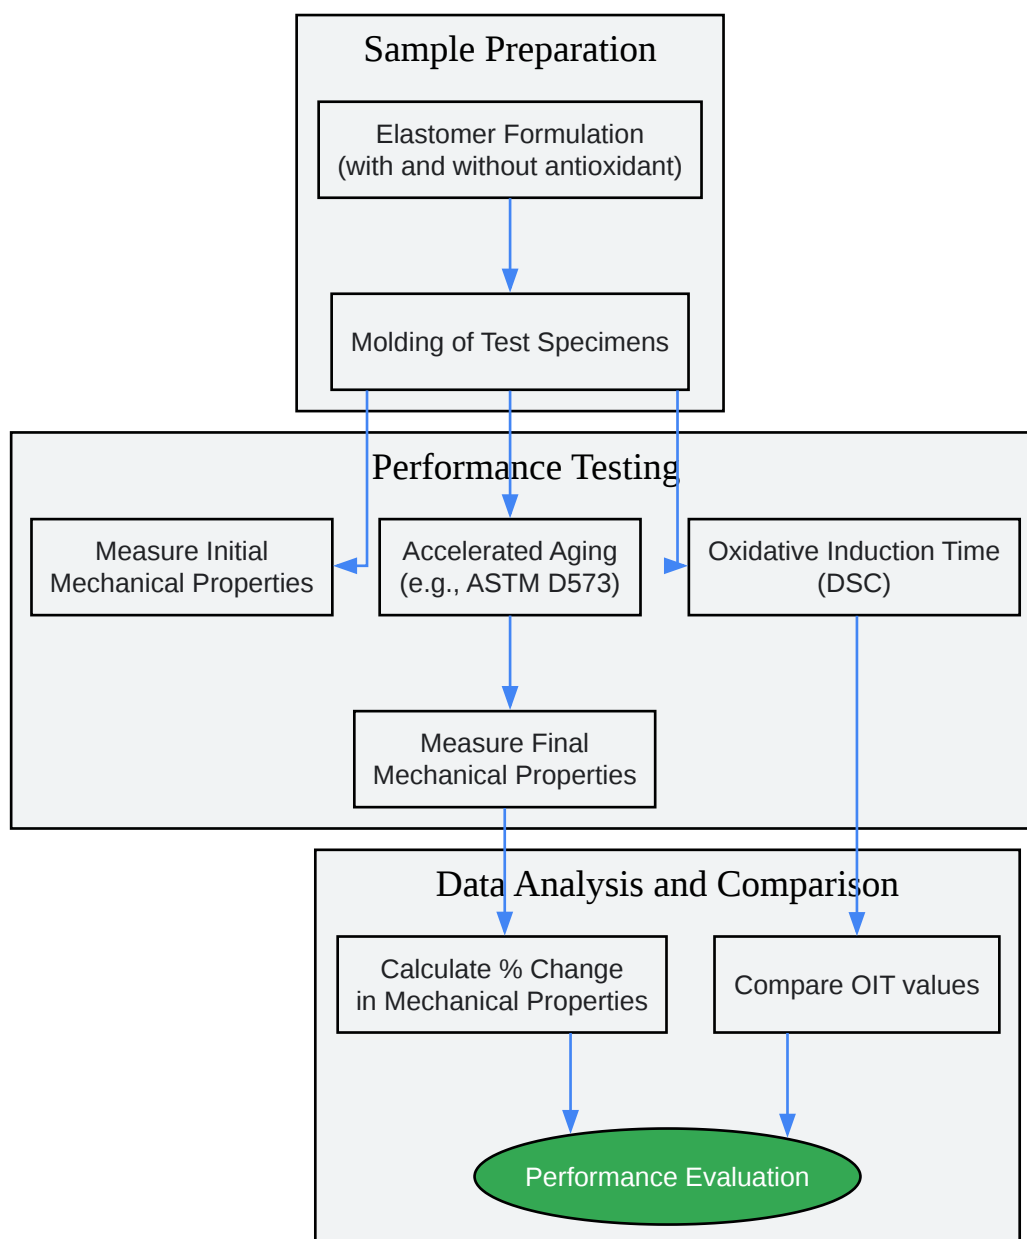 Sample Preparation
Elastomer Formulation
(with and without antioxidant)
Molding of Test Specimens
Performance Testing
Measure Initial
Mechanical Properties
Accelerated Aging
(e.g., ASTM D573)
Oxidative Induction Time
(DSC)
Measure Final
Mechanical Properties
Data Analysis and Comparison
Calculate % Change
in Mechanical Properties
Compare OIT values
Performance Evaluation